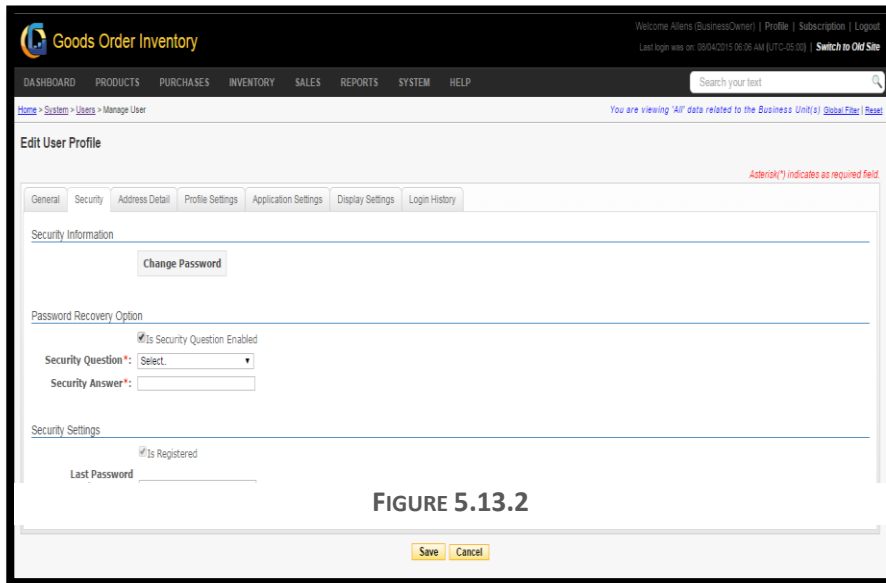 Goods Order Inventory
Welcome Allens (BusinessOwner) | Profile | Subscription | Logout
Last login was on: 08/04/2015 06:06 AM (UTC-05:00) | Switch to Old Site
DASHBOARD PRODUCTS PURCHASES INVENTORY SALES REPORTS SYSTEM HELP
Search your text
Home > System > Users > Manage User
You are viewing 'All' data related to the Business Unit(s) Global Filter | Reset
Edit User Profile
Asterisk(*) indicates as required field.
General Security Address Detail Profile Settings Application Settings Display Settings Login History
Security Information
Change Password
Password Recovery Option
Is Security Question Enabled
Security Question*: Select..
Security Answer*:
Security Settings
Is Registered
Last Password
FIGURE 5.13.2
Save Cancel